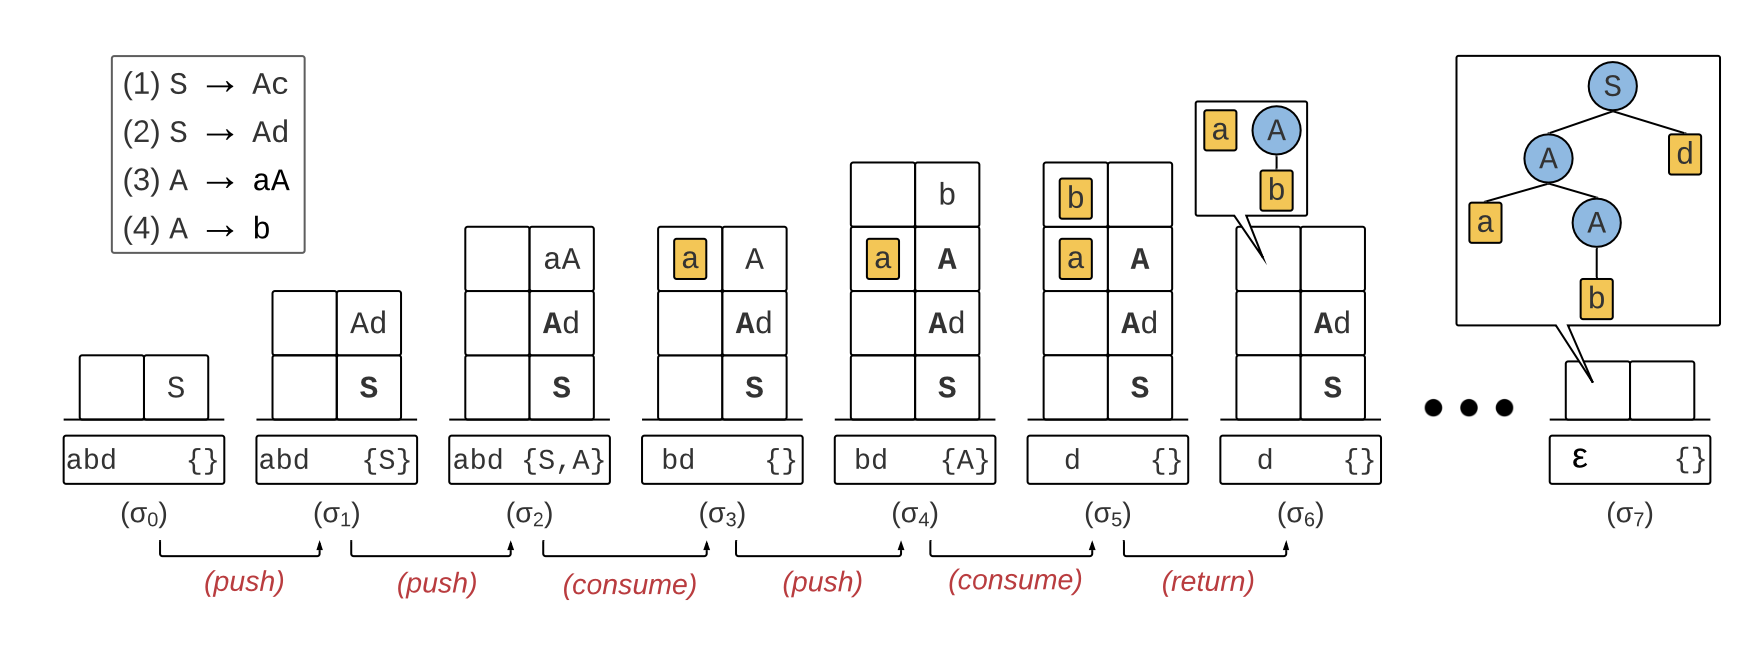 (1) S → Ac
(2) S → Ad
(3) A → aA
(4) A → b
S
abd {}
(σ0)
Ad
S
abd {S}
(σ1)
aA
Ad
S
abd {S,A}
(σ2)
a A
Ad
S
bd {}
(σ3)
b
a A
Ad
S
bd {A}
(σ4)
b
a A
Ad
S
d {}
(σ5)
a A
b
Ad
S
d {}
(σ6)
S
A d
a A
b
ε {}
(σ7)
(push)
(push)
(consume)
(push)
(consume)
(return)